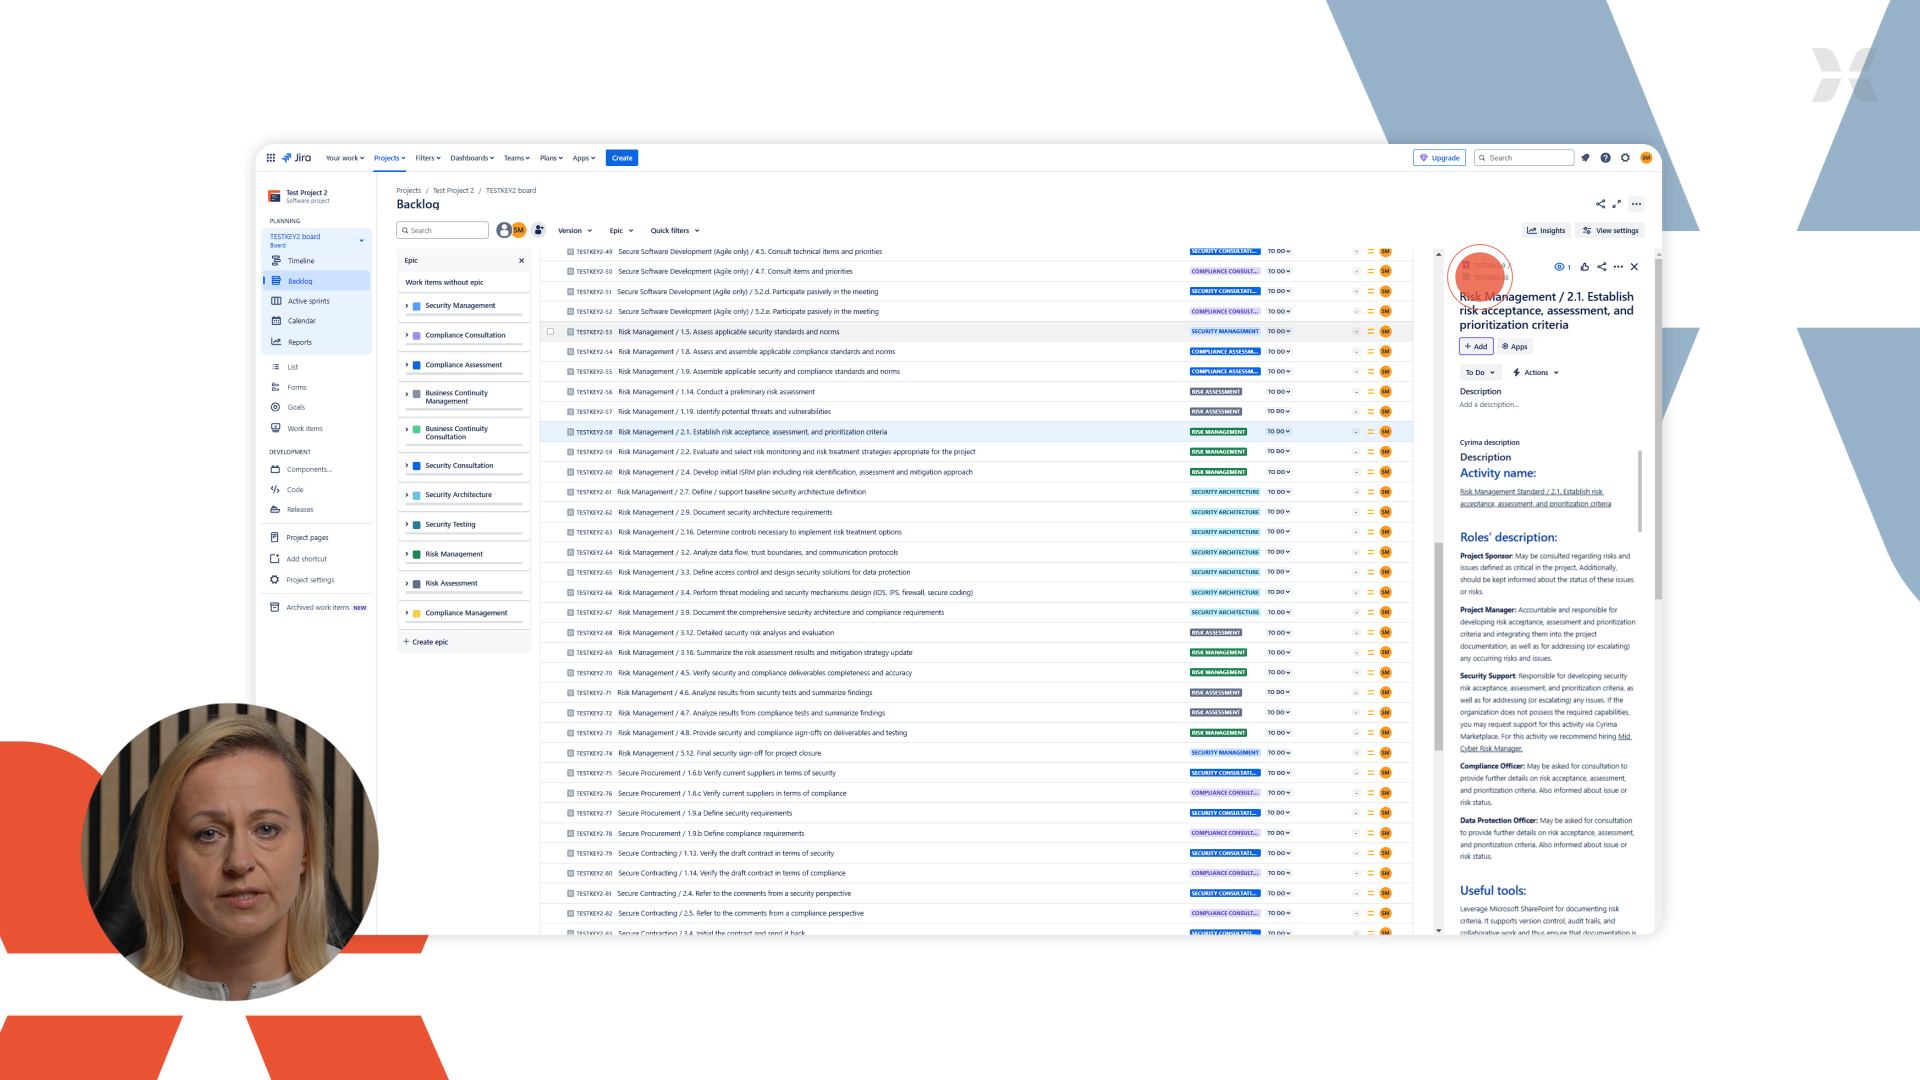 Jira
Your work
Projects
Filters
Dashboards
Teams
Plans
Apps
Create
Upgrade
Search
SM
Test Project 2
Software project
PLANNING
TESTKEY2 board
Board
Timeline
Backlog
Active sprints
Calendar
Reports
List
Forms
Goals
Work items
DEVELOPMENT
Components...
Code
Releases
Project pages
Add shortcut
Project settings
Archived work items NEW
Projects / Test Project 2 / TESTKEY2 board
Backlog
Search
SM
Version
Epic
Quick filters
Insights
View settings
Epic
Work items without epic
Security Management
Compliance Consultation
Compliance Assessment
Business Continuity
Management
Business Continuity
Consultation
Security Consultation
Security Architecture
Security Testing
Risk Management
Risk Assessment
Compliance Management
+ Create epic
TESTKEY2-49 Secure Software Development (Agile only) / 4.5. Consult technical items and priorities SECURITY CONSULTATI... TO DO SM
TESTKEY2-50 Secure Software Development (Agile only) / 4.7. Consult items and priorities COMPLIANCE CONSULT... TO DO SM
TESTKEY2-51 Secure Software Development (Agile only) / 5.2.d. Participate pasively in the meeting SECURITY CONSULTATI... TO DO SM
TESTKEY2-52 Secure Software Development (Agile only) / 5.2.e. Participate pasively in the meeting COMPLIANCE CONSULT... TO DO SM
TESTKEY2-53 Risk Management / 1.5. Assess applicable security standards and norms SECURITY MANAGEMENT TO DO SM
TESTKEY2-54 Risk Management / 1.8. Assess and assemble applicable compliance standards and norms COMPLIANCE ASSESSM... TO DO SM
TESTKEY2-55 Risk Management / 1.9. Assemble applicable security and compliance standards and norms COMPLIANCE ASSESSM... TO DO SM
TESTKEY2-56 Risk Management / 1.14. Conduct a preliminary risk assessment RISK ASSESSMENT TO DO SM
TESTKEY2-57 Risk Management / 1.19. Identify potential threats and vulnerabilities RISK ASSESSMENT TO DO SM
TESTKEY2-58 Risk Management / 2.1. Establish risk acceptance, assessment, and prioritization criteria RISK MANAGEMENT TO DO SM
TESTKEY2-59 Risk Management / 2.2. Evaluate and select risk monitoring and risk treatment strategies appropriate for the project RISK MANAGEMENT TO DO SM
TESTKEY2-60 Risk Management / 2.4. Develop initial ISRM plan including risk identification, assessment and mitigation approach RISK MANAGEMENT TO DO SM
TESTKEY2-61 Risk Management / 2.7. Define / support baseline security architecture definition SECURITY ARCHITECTURE TO DO SM
TESTKEY2-62 Risk Management / 2.9. Document security architecture requirements SECURITY ARCHITECTURE TO DO SM
TESTKEY2-63 Risk Management / 2.16. Determine controls necessary to implement risk treatment options SECURITY ARCHITECTURE TO DO SM
TESTKEY2-64 Risk Management / 3.2. Analyze data flow, trust boundaries, and communication protocols SECURITY ARCHITECTURE TO DO SM
TESTKEY2-65 Risk Management / 3.3. Define access control and design security solutions for data protection SECURITY ARCHITECTURE TO DO SM
TESTKEY2-66 Risk Management / 3.4. Perform threat modeling and security mechanisms design (IDS, IPS, firewall, secure coding) SECURITY ARCHITECTURE TO DO SM
TESTKEY2-67 Risk Management / 3.9. Document the comprehensive security architecture and compliance requirements SECURITY ARCHITECTURE TO DO SM
TESTKEY2-68 Risk Management / 3.12. Detailed security risk analysis and evaluation RISK ASSESSMENT TO DO SM
TESTKEY2-69 Risk Management / 3.16. Summarize the risk assessment results and mitigation strategy update RISK MANAGEMENT TO DO SM
TESTKEY2-70 Risk Management / 4.5. Verify security and compliance deliverables completeness and accuracy RISK MANAGEMENT TO DO SM
TESTKEY2-71 Risk Management / 4.6. Analyze results from security tests and summarize findings RISK ASSESSMENT TO DO SM
TESTKEY2-72 Risk Management / 4.7. Analyze results from compliance tests and summarize findings RISK ASSESSMENT TO DO SM
TESTKEY2-73 Risk Management / 4.8. Provide security and compliance sign-offs on deliverables and testing RISK MANAGEMENT TO DO SM
TESTKEY2-74 Risk Management / 5.12. Final security sign-off for project closure SECURITY MANAGEMENT TO DO SM
TESTKEY2-75 Secure Procurement / 1.6.b Verify current suppliers in terms of security SECURITY CONSULTATI... TO DO SM
TESTKEY2-76 Secure Procurement / 1.6.c Verify current suppliers in terms of compliance COMPLIANCE CONSULT... TO DO SM
TESTKEY2-77 Secure Procurement / 1.9.a Define security requirements SECURITY CONSULTATI... TO DO SM
TESTKEY2-78 Secure Procurement / 1.9.b Define compliance requirements COMPLIANCE CONSULT... TO DO SM
TESTKEY2-79 Secure Contracting / 1.13. Verify the draft contract in terms of security SECURITY CONSULTATI... TO DO SM
TESTKEY2-80 Secure Contracting / 1.14. Verify the draft contract in terms of compliance COMPLIANCE CONSULT... TO DO SM
TESTKEY2-81 Secure Contracting / 2.4. Refer to the comments from a security perspective SECURITY CONSULTATI... TO DO SM
TESTKEY2-82 Secure Contracting / 2.5. Refer to the comments from a compliance perspective COMPLIANCE CONSULT... TO DO SM
TESTKEY2-83 Secure Contracting / 3.4. Initial the contract and send it back SECURITY CONSULTATI... TO DO SM
1
Risk Management / 2.1. Establish
risk acceptance, assessment, and
prioritization criteria
+ Add
Apps
To Do
Actions
Description
Add a description...
Cyrima description
Description
Activity name:
Risk Management Standard / 2.1. Establish risk
acceptance, assessment, and prioritization criteria
Roles' description:
Project Sponsor: May be consulted regarding risks and
issues defined as critical in the project. Additionally,
should be kept informed about the status of these issues
or risks.
Project Manager: Accountable and responsible for
developing risk acceptance, assessment and prioritization
criteria and integrating them into the project
documentation, as well as for addressing (or escalating)
any occurring risks and issues.
Security Support: Responsible for developing security
risk acceptance, assessment, and prioritization criteria, as
well as for addressing (or escalating) any issues. If the
organization does not possess the required capabilities,
you may request support for this activity via Cyrima
Marketplace. For this activity we recommend hiring Mid
Cyber Risk Manager.
Compliance Officer: May be asked for consultation to
provide further details on risk acceptance, assessment,
and prioritization criteria. Also informed about issue or
risk status.
Data Protection Officer: May be asked for consultation
to provide further details on risk acceptance, assessment,
and prioritization criteria. Also informed about issue or
risk status.
Useful tools:
Leverage Microsoft SharePoint for documenting risk
criteria. It supports version control, audit trails, and
collaborative work and thus ensure that documentation is